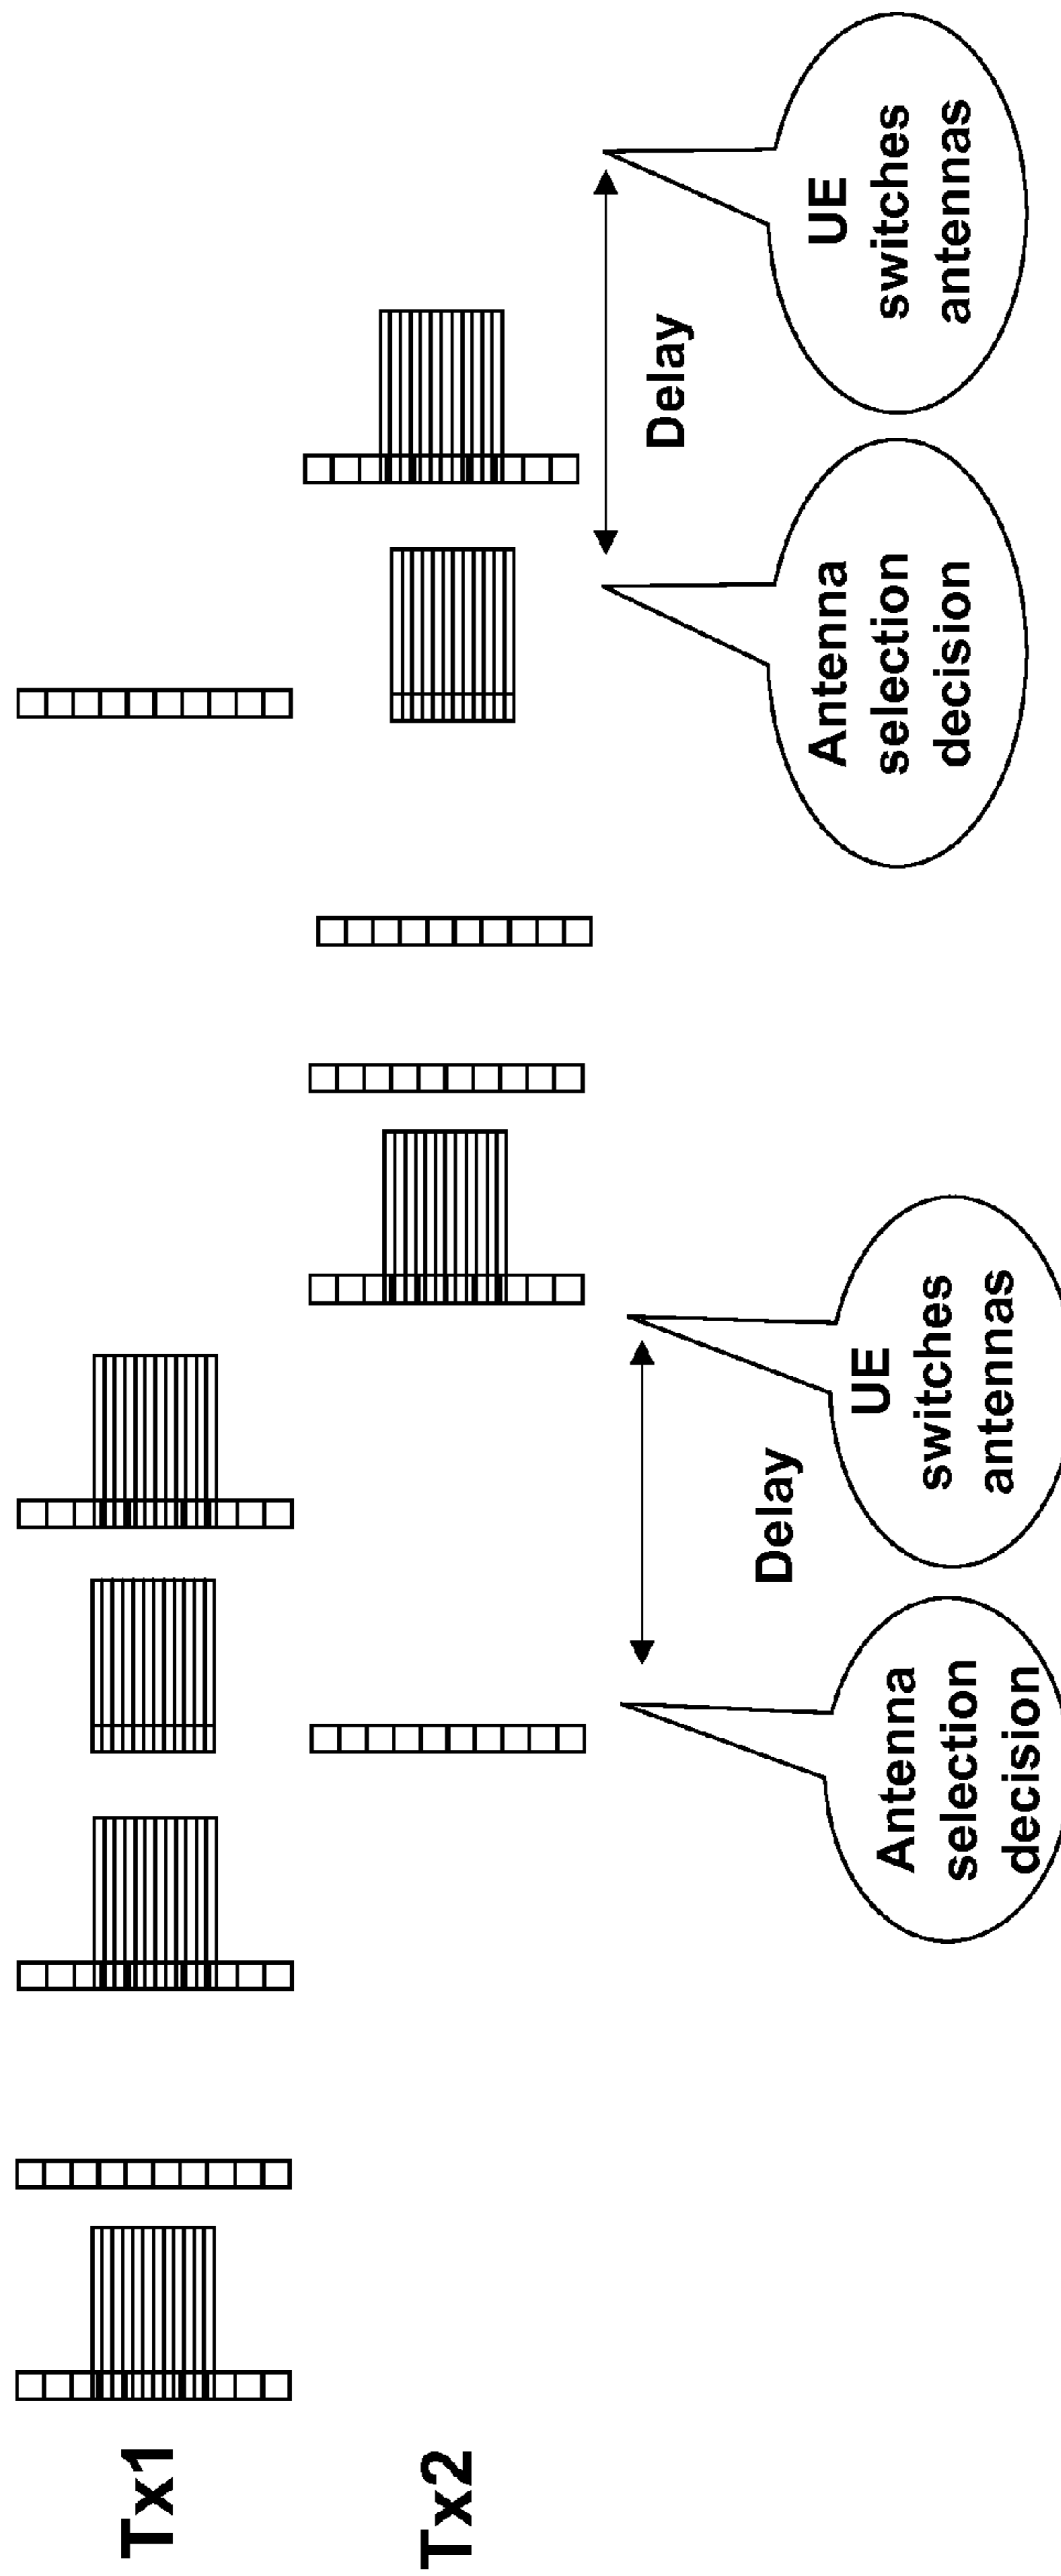 Tx1
Tx2
Delay
Delay
Antenna
selection
decision
UE
switches
antennas
Antenna
selection
decision
UE
switches
antennas